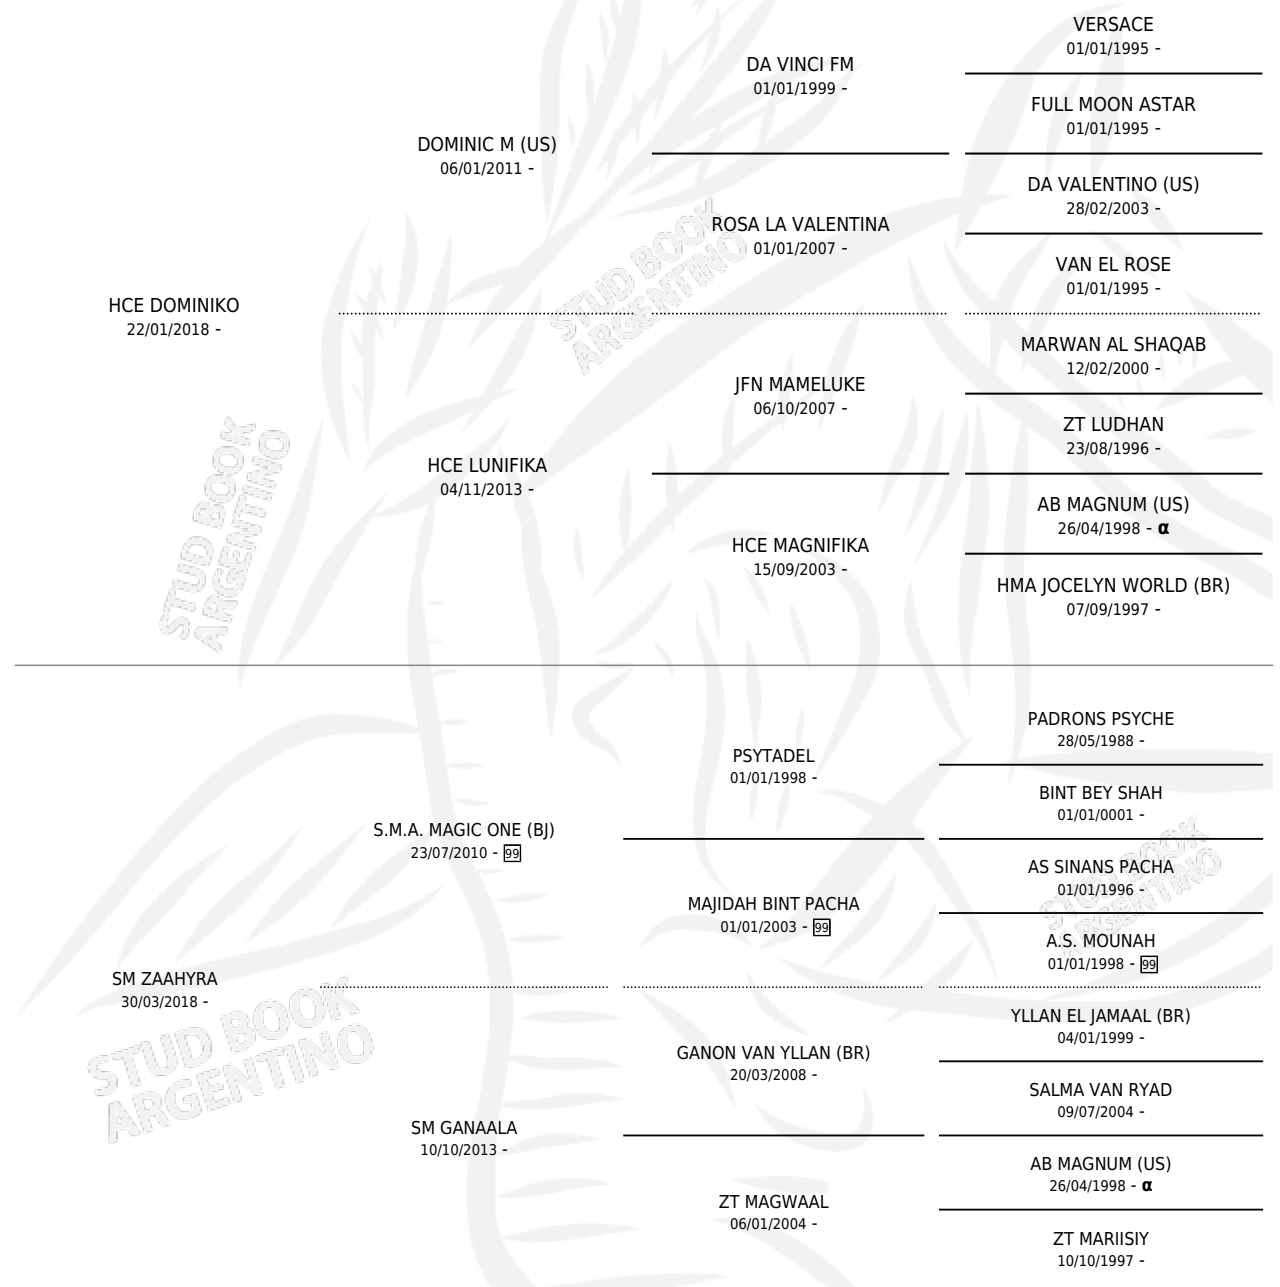 VERSACE
01/01/1995 -
DA VINCI FM
01/01/1999 -
FULL MOON ASTAR
01/01/1995 -
DOMINIC M (US)
06/01/2011 -
DA VALENTINO (US)
28/02/2003 -
ROSA LA VALENTINA
01/01/2007 -
VAN EL ROSE
01/01/1995 -
HCE DOMINIKO
22/01/2018 -
MARWAN AL SHAQAB
12/02/2000 -
JFN MAMELUKE
06/10/2007 -
ZT LUDHAN
23/08/1996 -
HCE LUNIFIKA
04/11/2013 -
AB MAGNUM (US)
26/04/1998 - α
HCE MAGNIFIKA
15/09/2003 -
HMA JOCELYN WORLD (BR)
07/09/1997 -
PADRONS PSYCHE
28/05/1988 -
PSYTADEL
01/01/1998 -
BINT BEY SHAH
01/01/0001 -
S.M.A. MAGIC ONE (BJ)
23/07/2010 - 99
AS SINANS PACHA
01/01/1996 -
MAJIDAH BINT PACHA
01/01/2003 - 99
A.S. MOUNAH
01/01/1998 - 99
SM ZAAHYRA
30/03/2018 -
YLLAN EL JAMAAL (BR)
04/01/1999 -
GANON VAN YLLAN (BR)
20/03/2008 -
SALMA VAN RYAD
09/07/2004 -
SM GANAALA
10/10/2013 -
AB MAGNUM (US)
26/04/1998 - α
ZT MAGWAAL
06/01/2004 -
ZT MARIISIY
10/10/1997 -
STUD BOOK
ARGENTINO
STUD BOOK
ARGENTINO
STUD BOOK
ARGENTINO
STUD BOOK
ARGENTINO